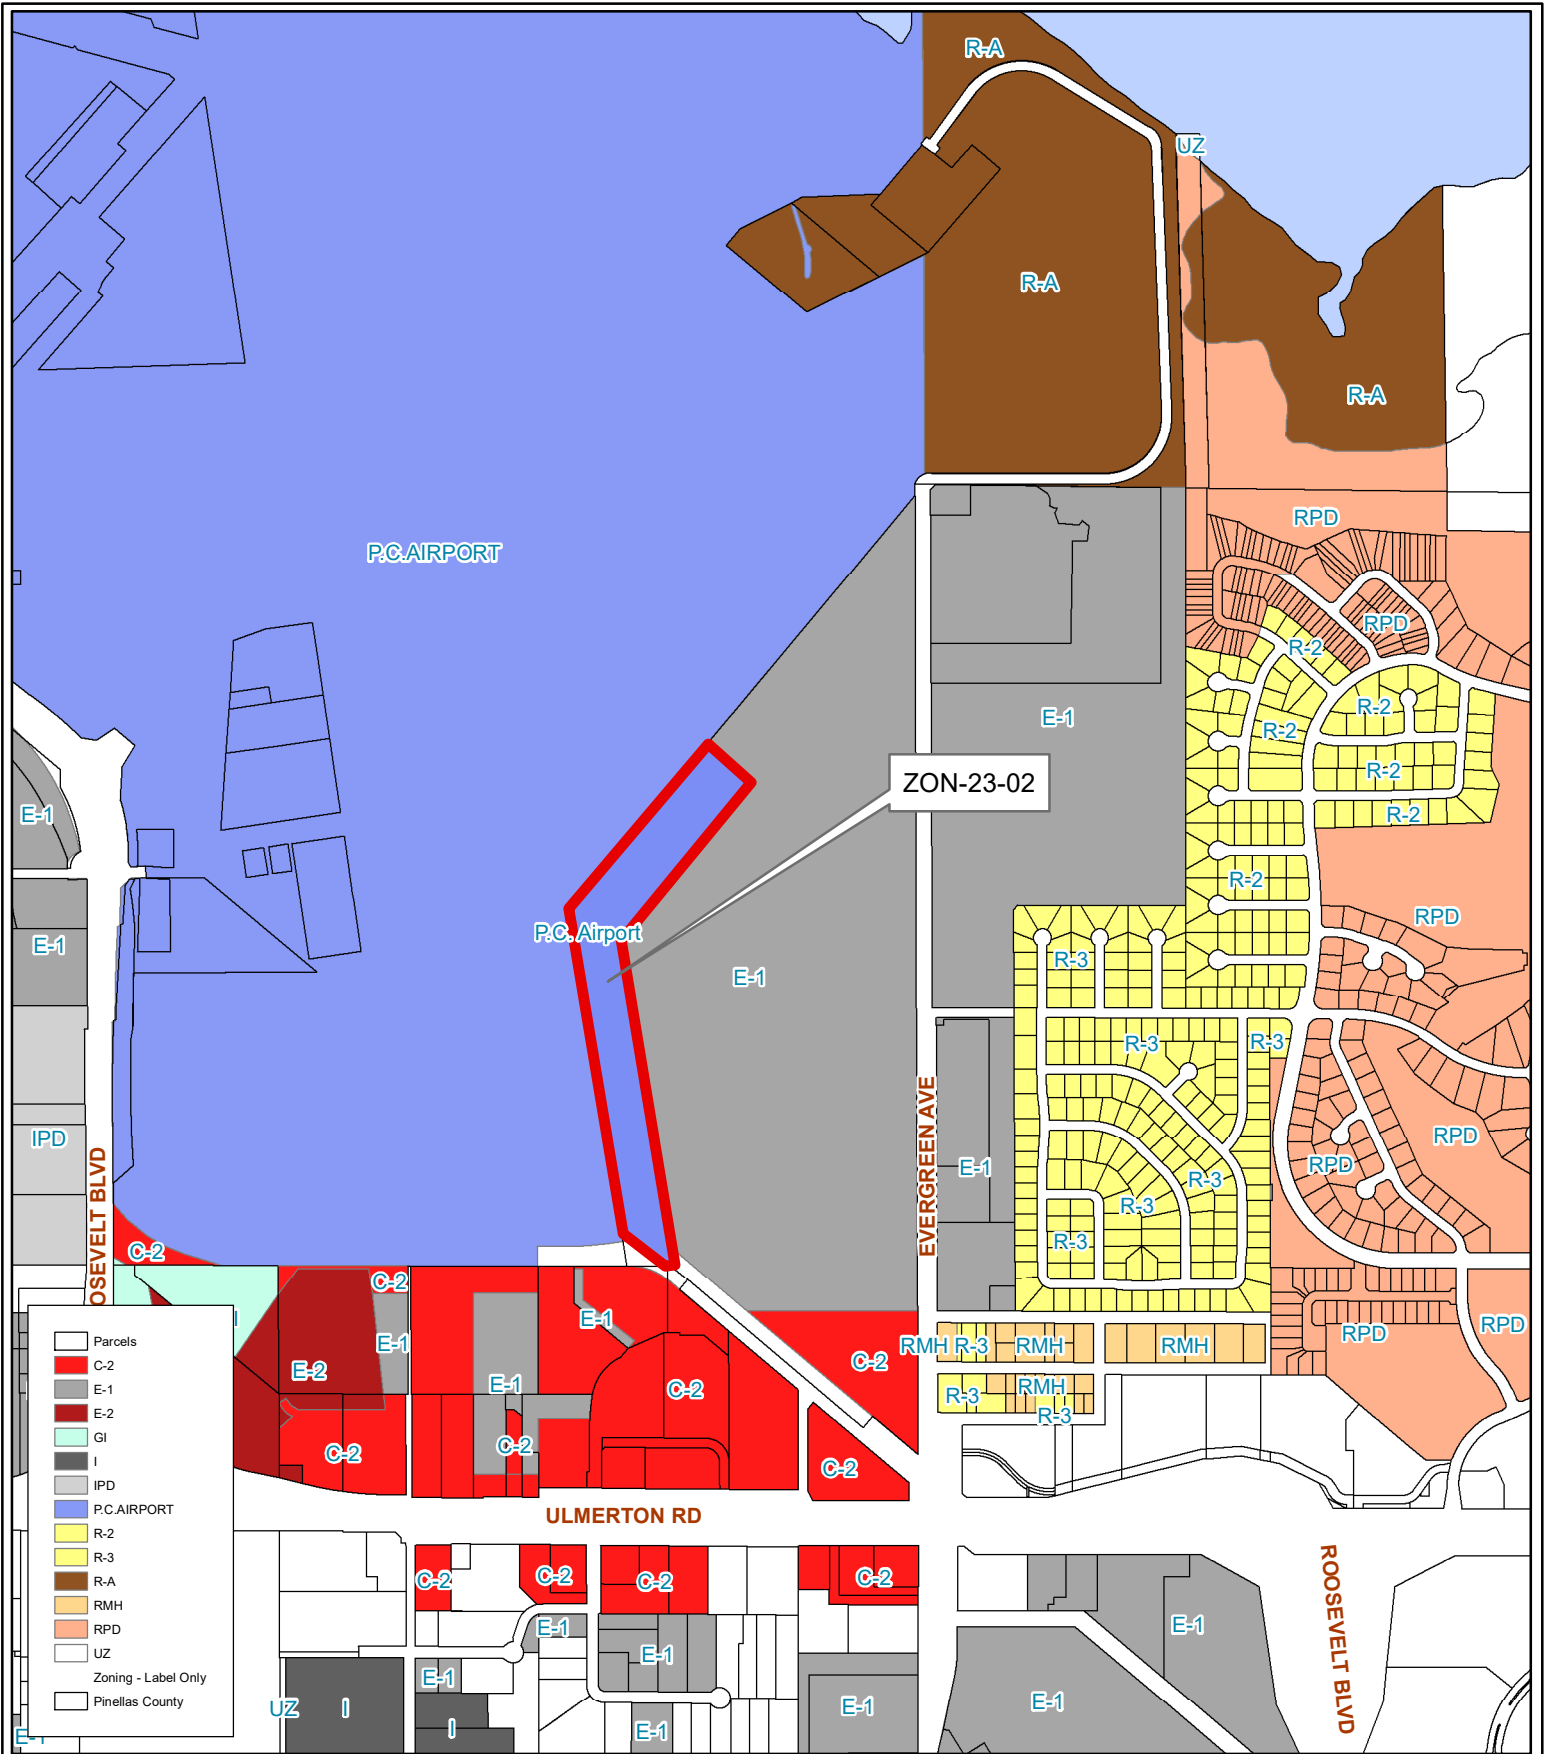 R-A
UZ
R-A
R-A
RPD
P.C.AIRPORT
RPD
R-2
R-2
E-1
R-2
ZON-23-02
R-2
E-1
R-2
R-2
RPD
P.C. Airport
E-1
R-3
E-1
R-3
R-3
EVERGREEN AVE
IPD
RPD
RPD
E-1
R-3
R-3
OSEVELT BLVD
R-3
C-2
C-2
E-1
E-1
I
RMH
R-3
RMH
RMH
RPD
RPD
E-2
C-2
E-1
C-2
RMH
R-3
R-3
C-2
C-2
C-2
ULMERTON RD
Parcels
C-2
E-1
E-2
GI
I
IPD
P.C.AIRPORT
R-2
R-3
R-A
RMH
RPD
UZ
Zoning - Label Only
Pinellas County
C-2
C-2
C-2
C-2
ROOSEVELT BLVD
E-1
E-1
E-1
E-1
UZ
I
I
E-1
E-1
E-1
E-1